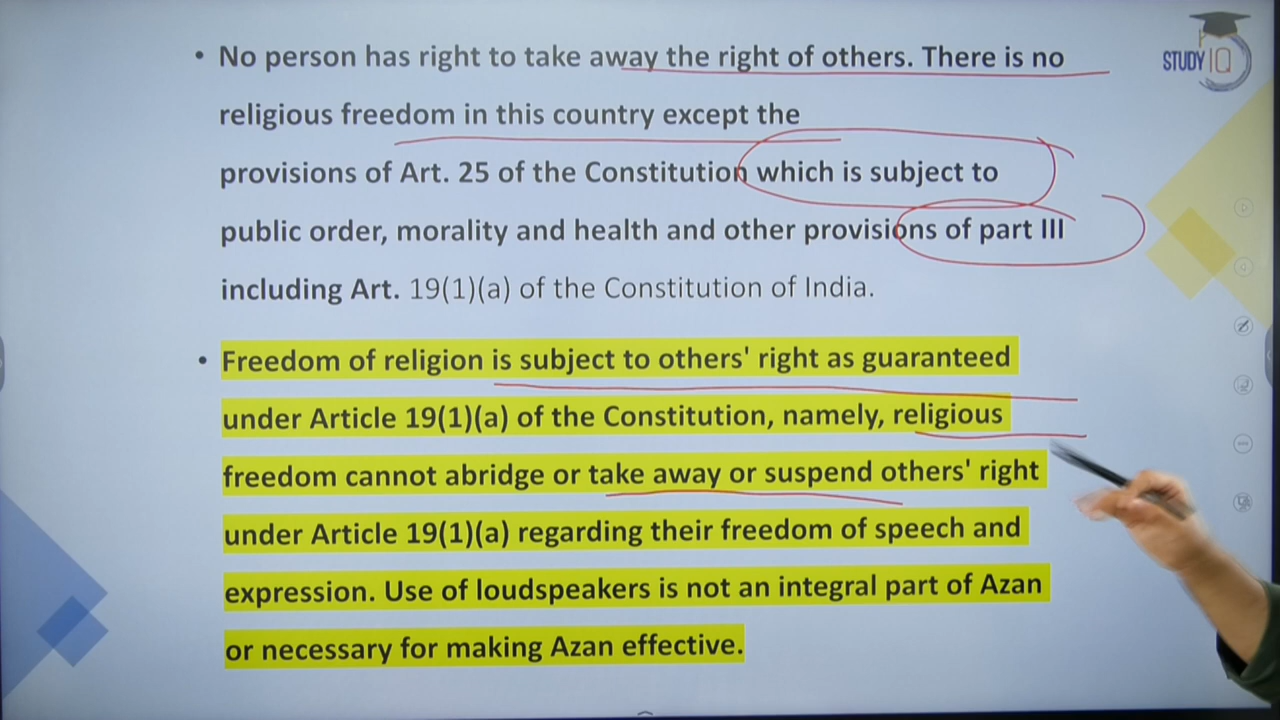 • No person has right to take away the right of others. There is no
religious freedom in this country except the
provisions of Art. 25 of the Constitution which is subject to
public order, morality and health and other provisions of part III
including Art. 19(1)(a) of the Constitution of India.
• Freedom of religion is subject to others' right as guaranteed
under Article 19(1)(a) of the Constitution, namely, religious
freedom cannot abridge or take away or suspend others' right
under Article 19(1)(a) regarding their freedom of speech and
expression. Use of loudspeakers is not an integral part of Azan
or necessary for making Azan effective.
STUDY IQ